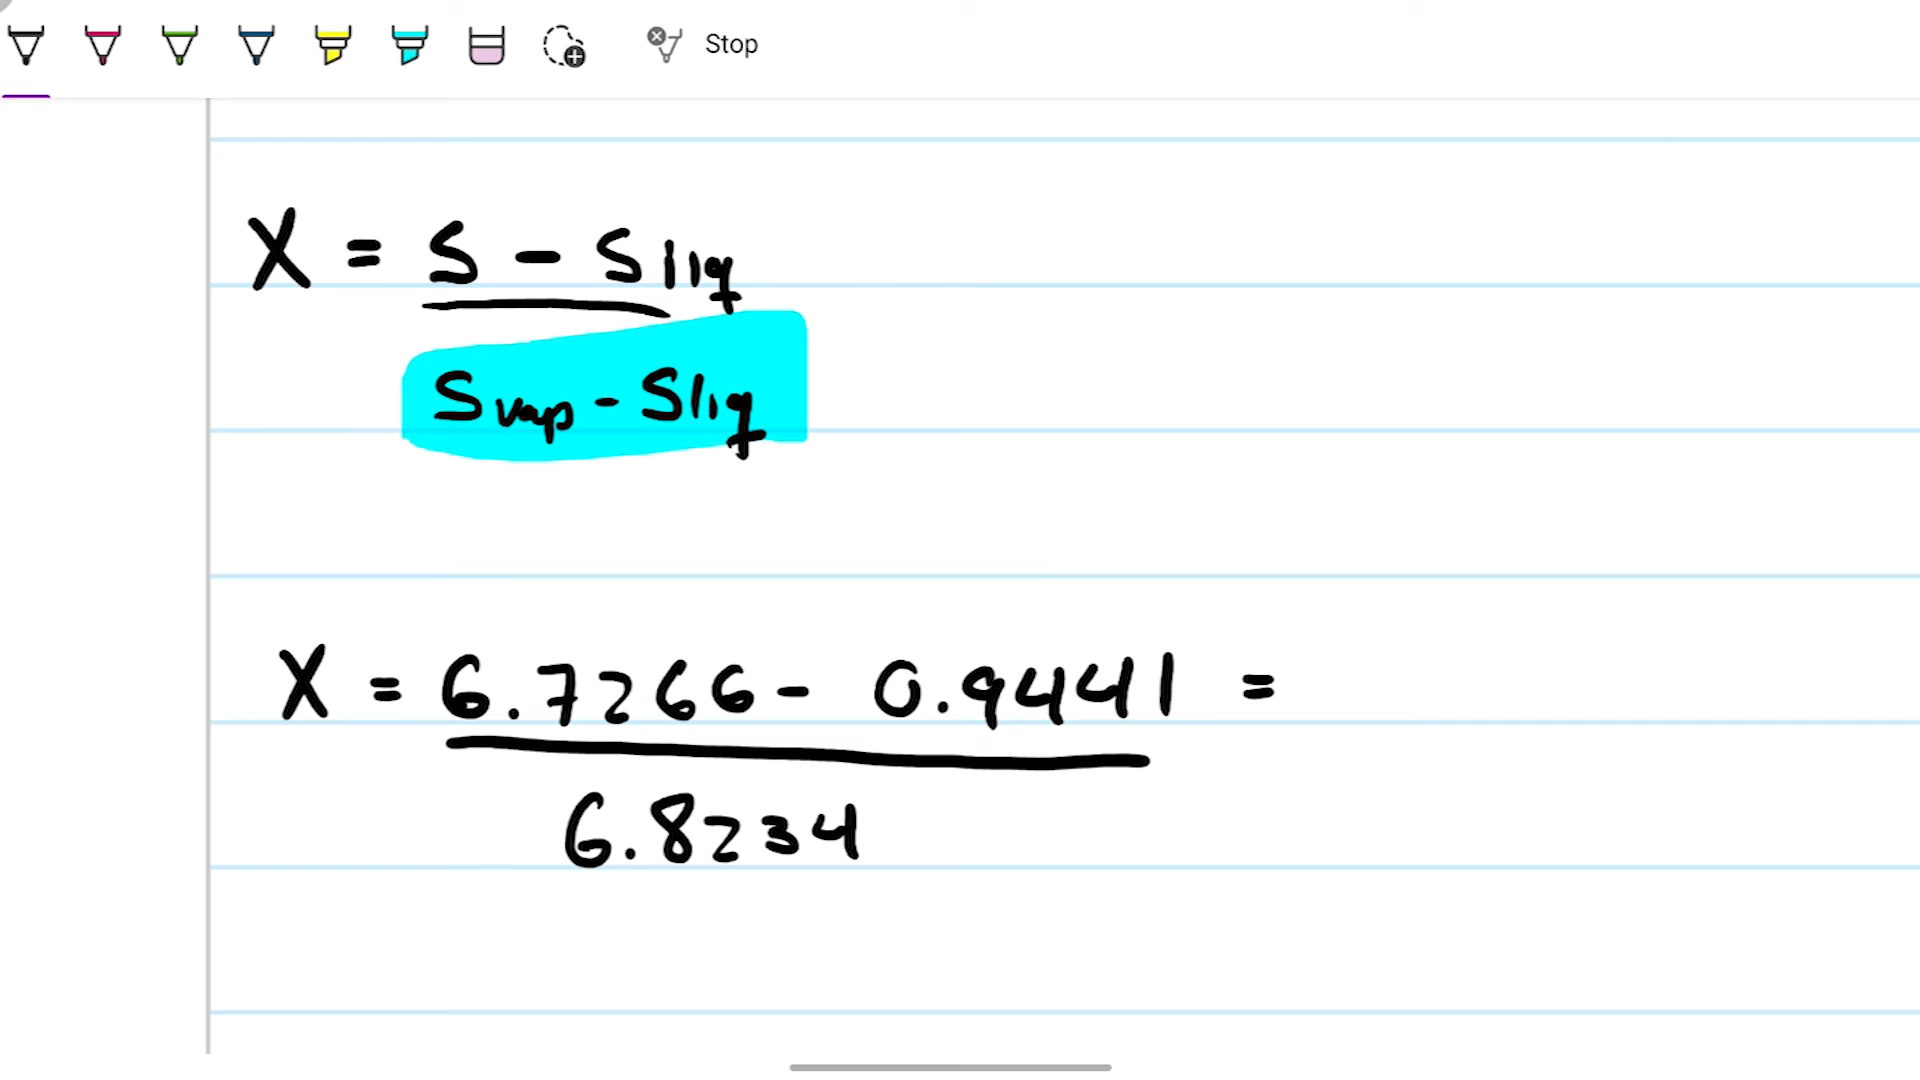 Stop
X = S - Sliq
Svap - Sliq
X = 6.7266 - 0.9441 =
6.8234